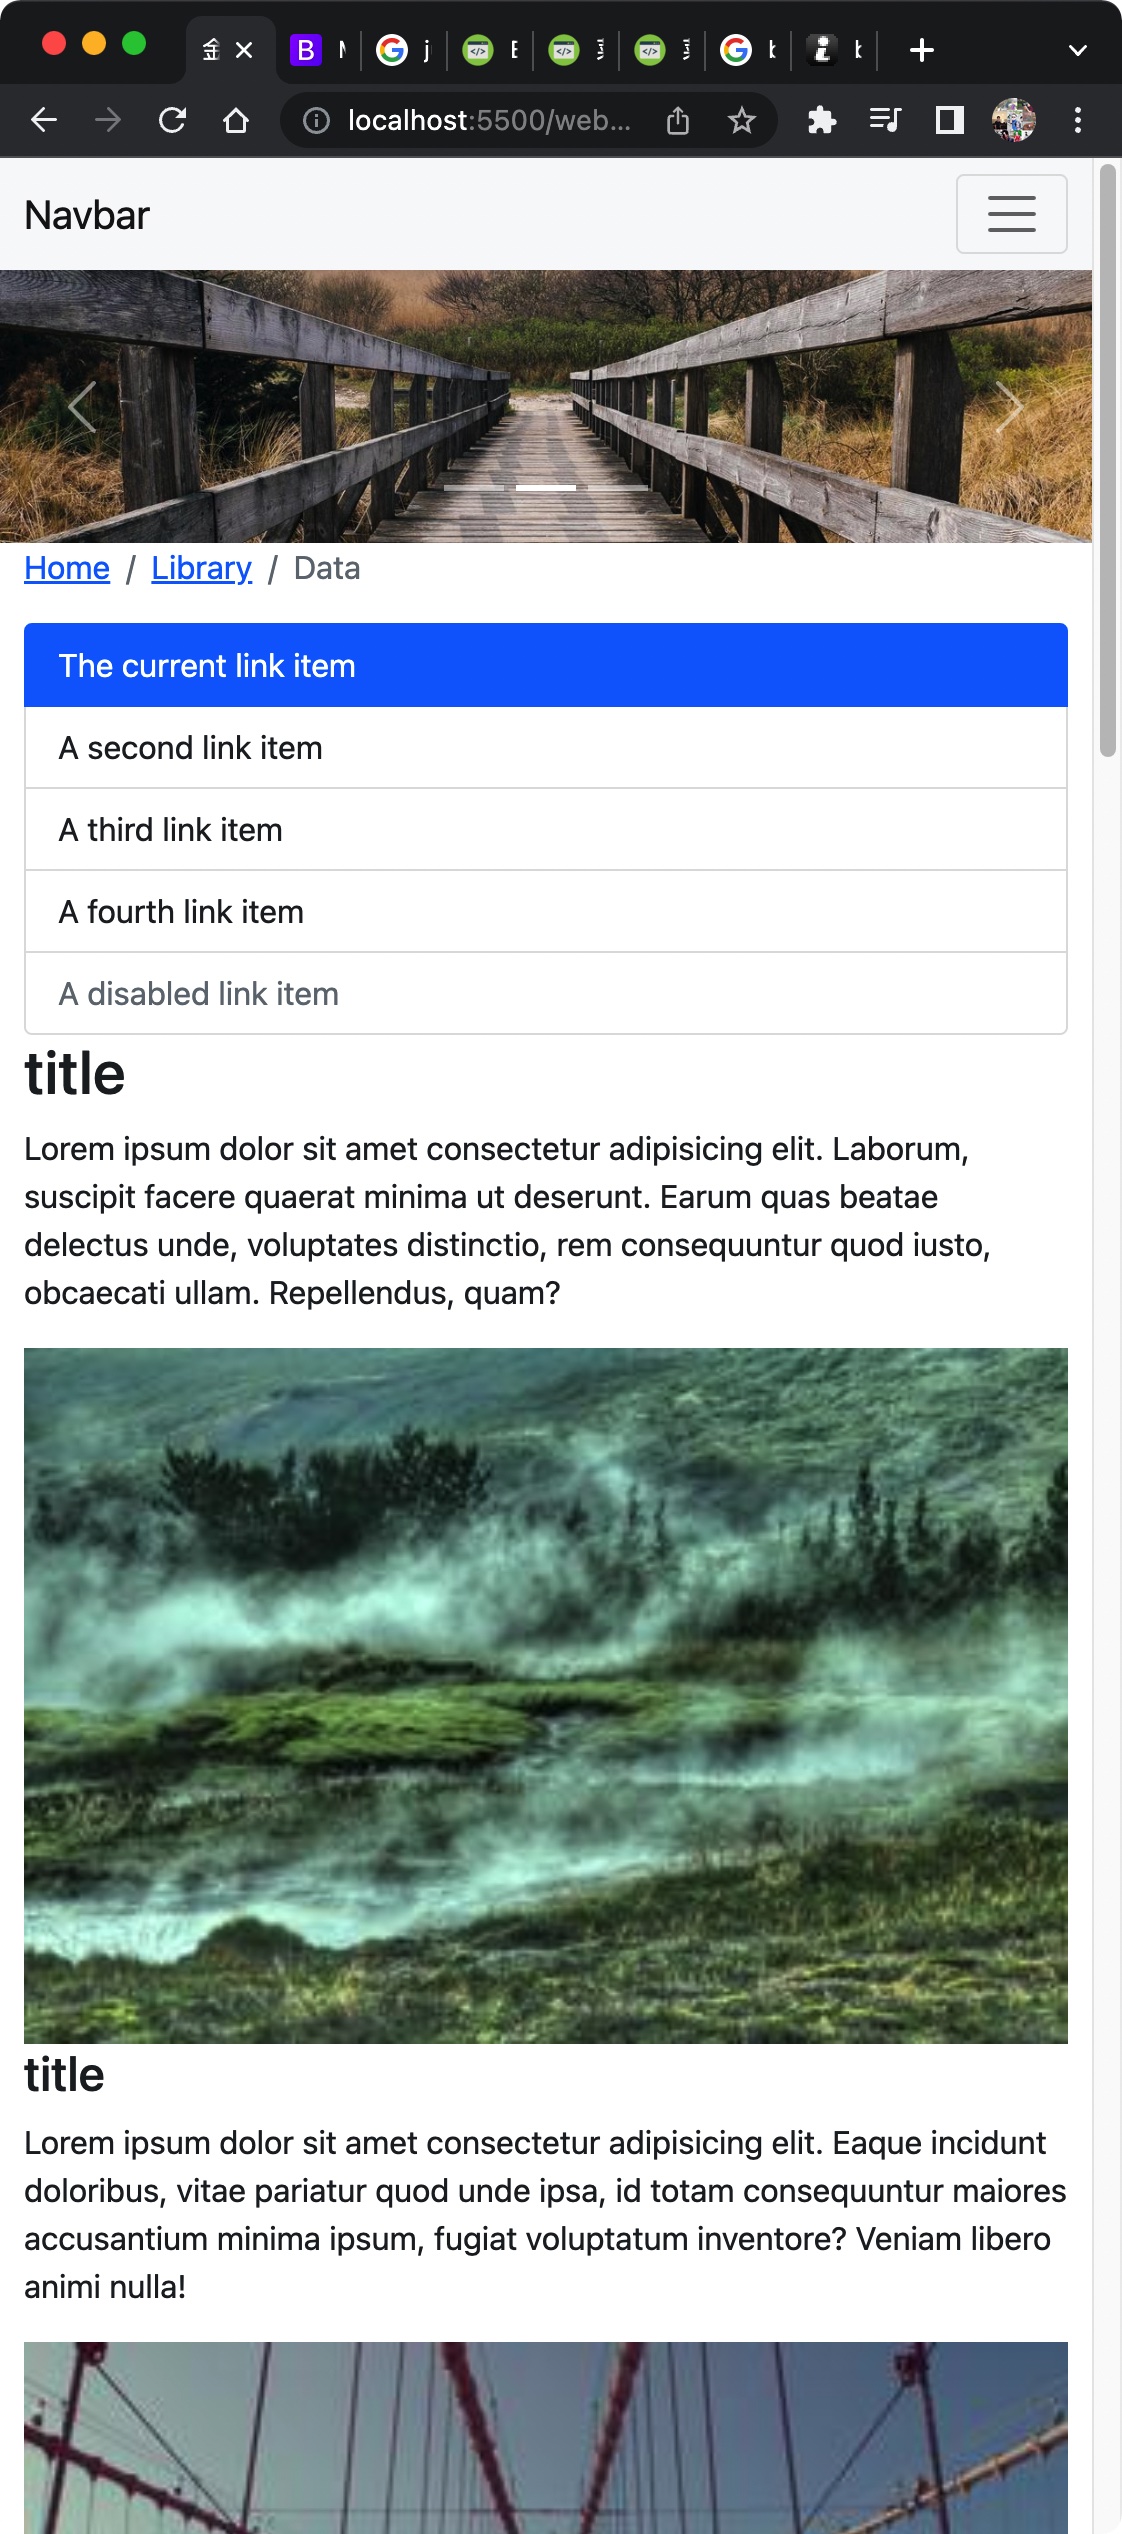 金
B
localhost:5500/web...
Navbar
Home / Library / Data
The current link item
A second link item
A third link item
A fourth link item
A disabled link item
title
Lorem ipsum dolor sit amet consectetur adipisicing elit. Laborum,
suscipit facere quaerat minima ut deserunt. Earum quas beatae
delectus unde, voluptates distinctio, rem consequuntur quod iusto,
obcaecati ullam. Repellendus, quam?
title
Lorem ipsum dolor sit amet consectetur adipisicing elit. Eaque incidunt
doloribus, vitae pariatur quod unde ipsa, id totam consequuntur maiores
accusantium minima ipsum, fugiat voluptatum inventore? Veniam libero
animi nulla!